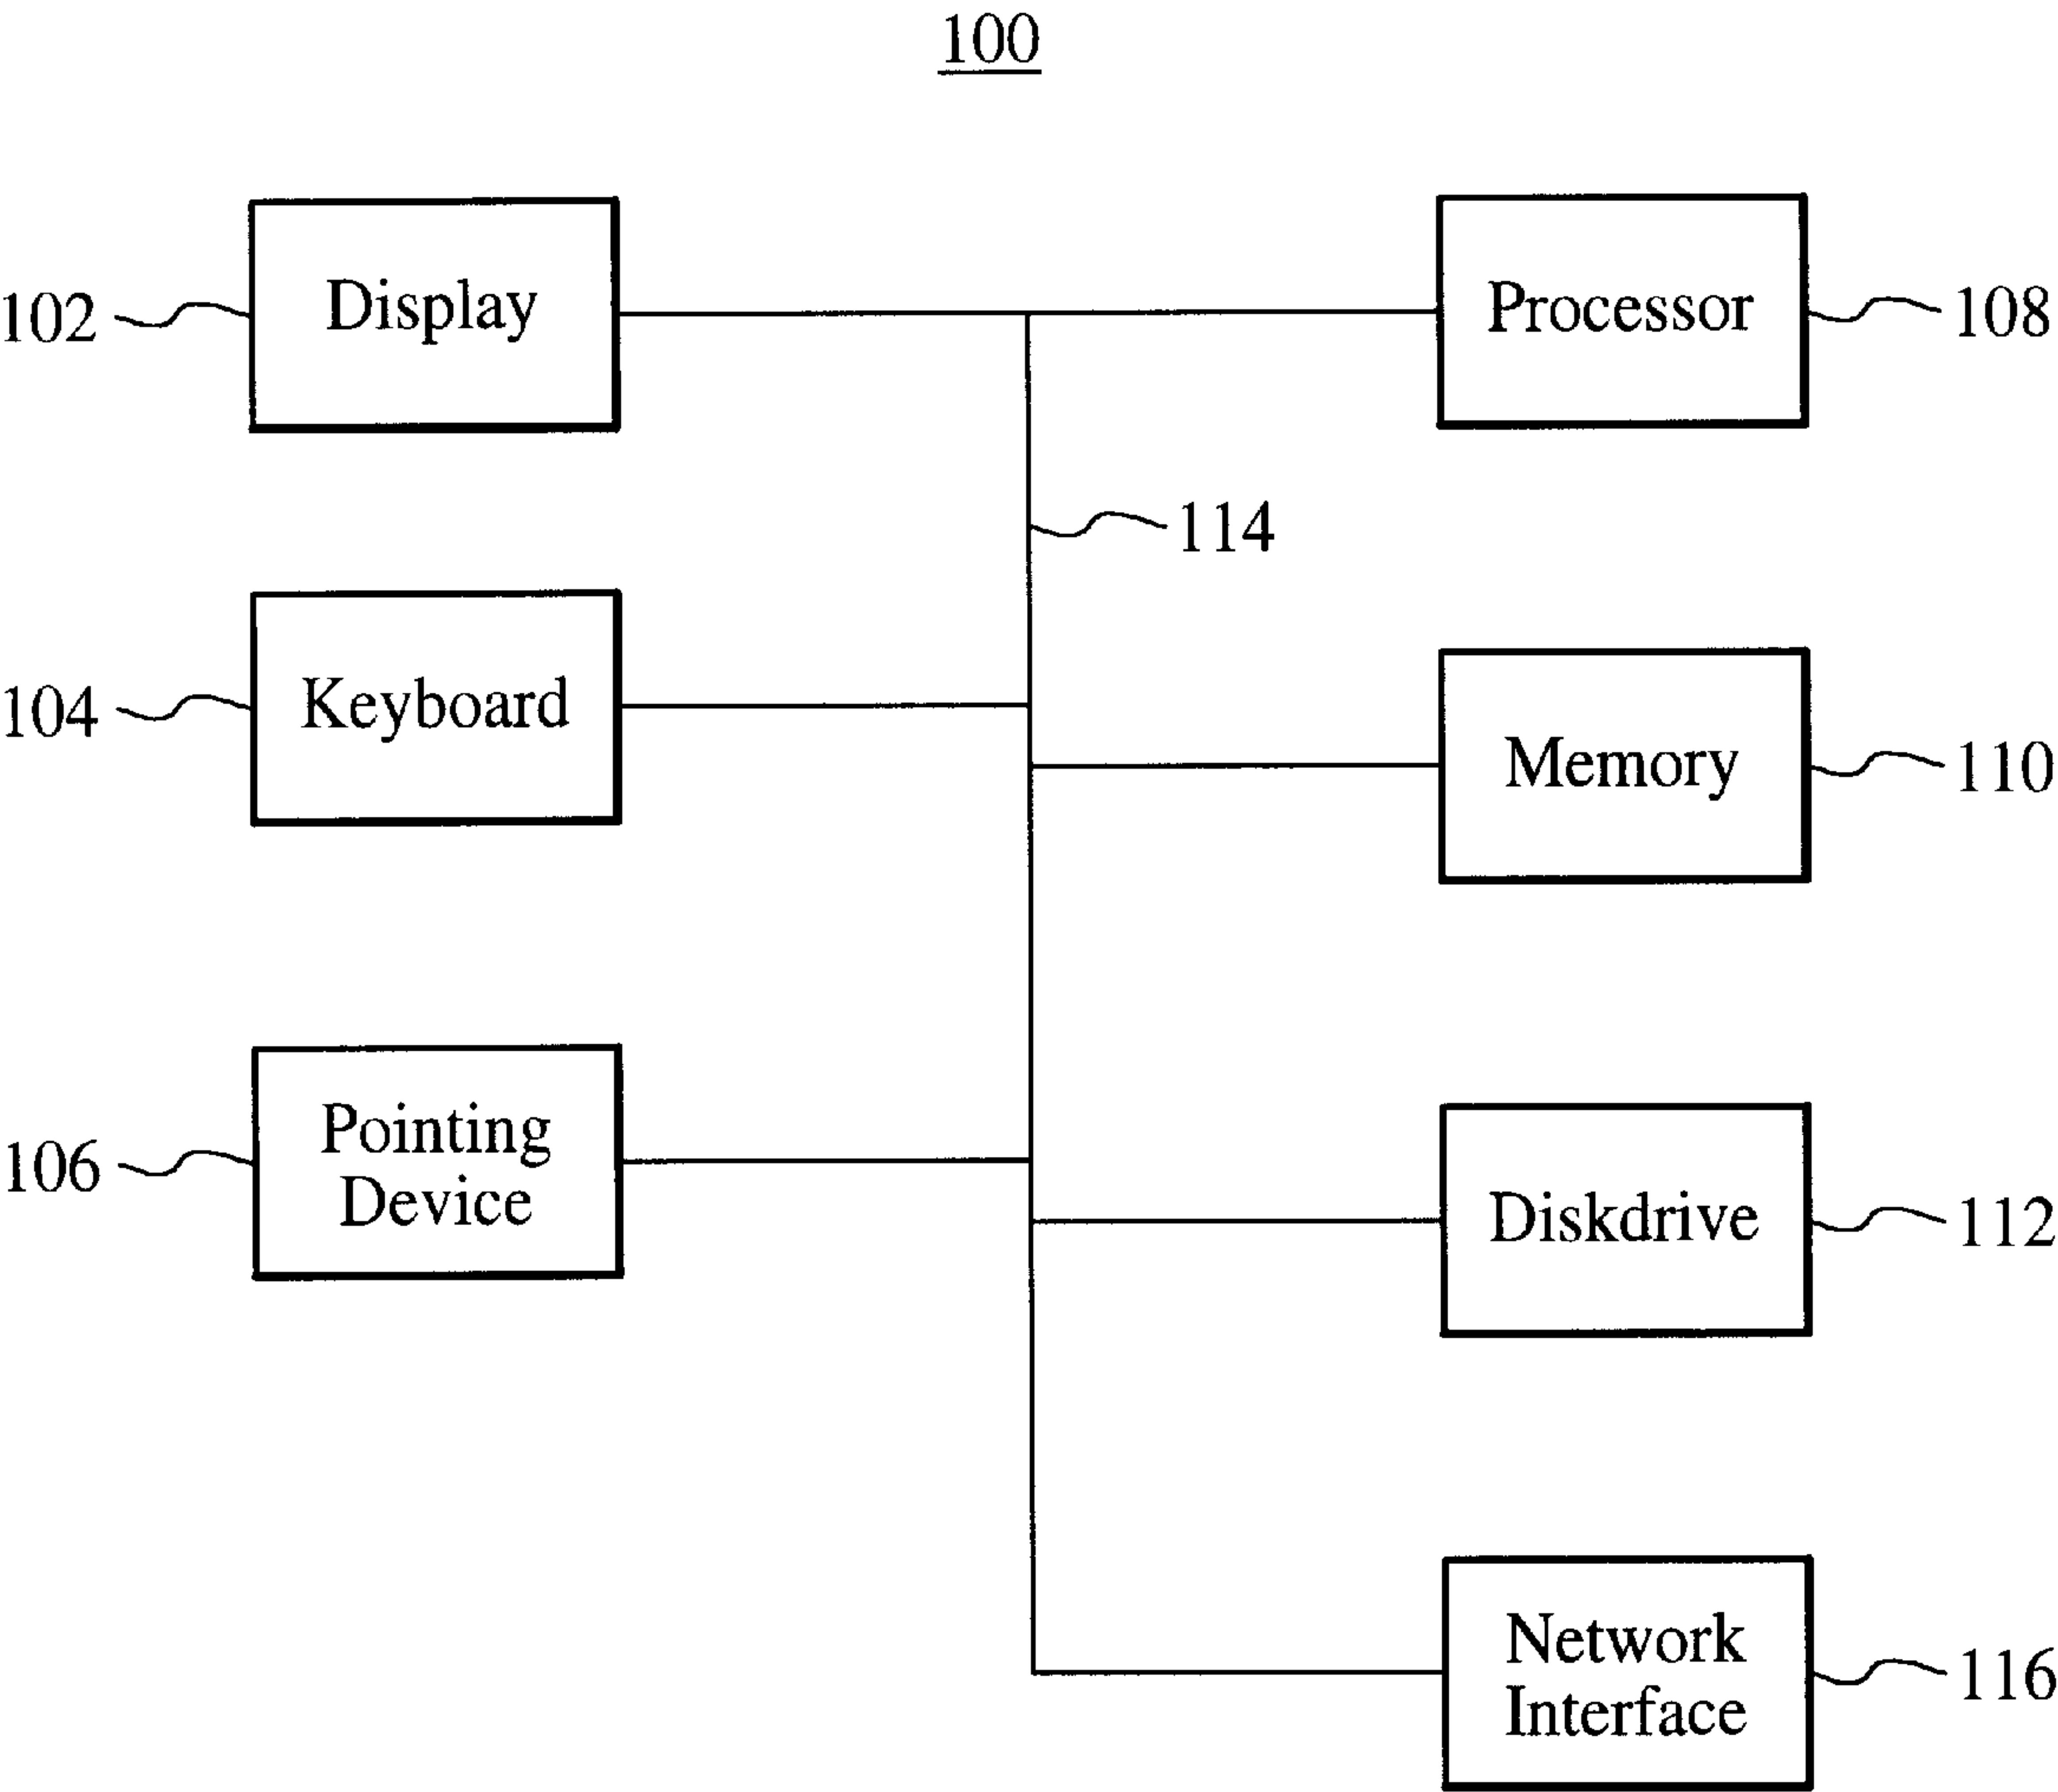 100
Display
Processor
102
108
114
Keyboard
104
Memory
110
Pointing
Device
106
Diskdrive
112
Network
Interface
116